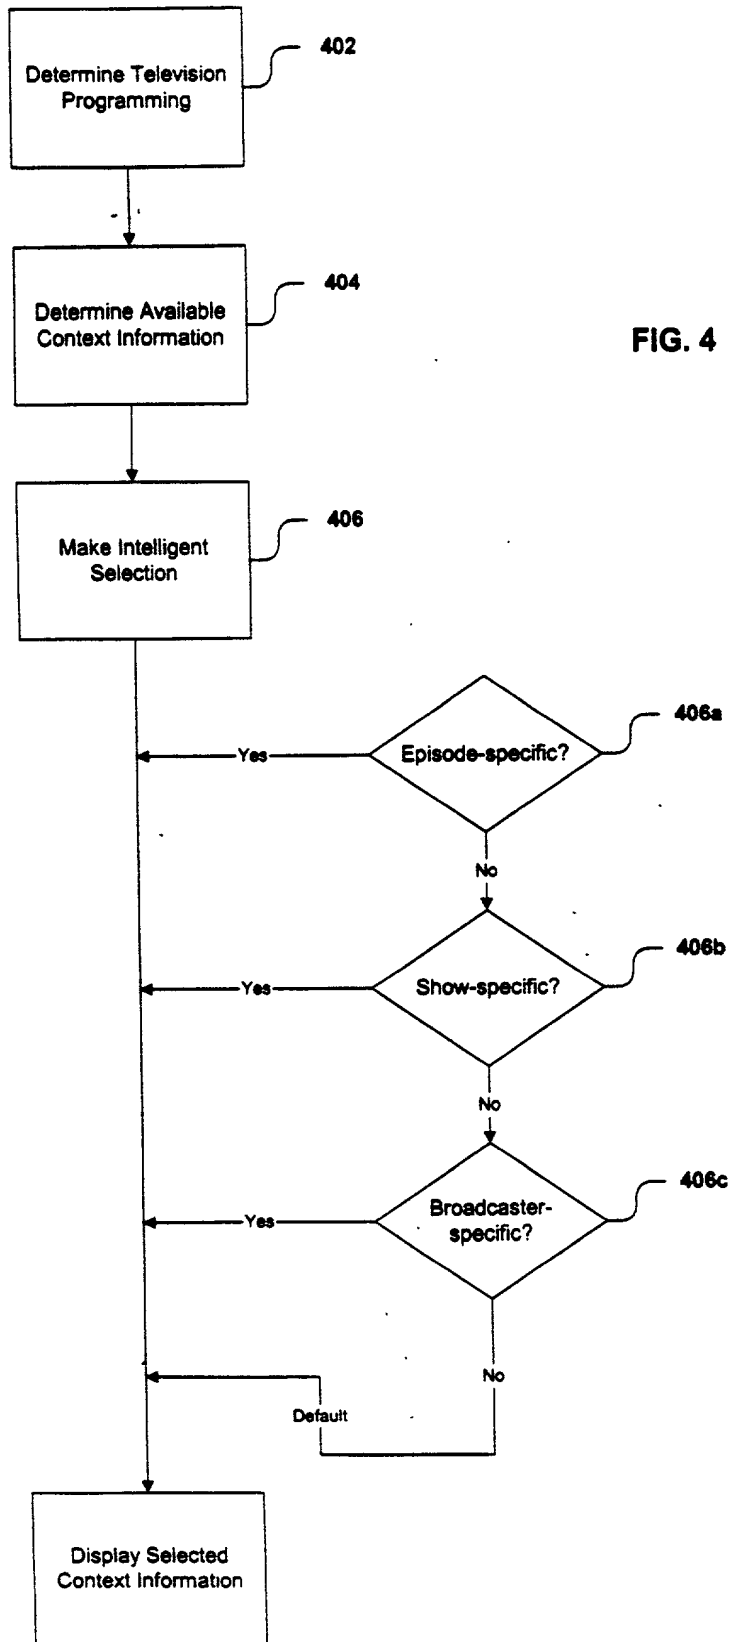 402
Determine Television
Programming
404
Determine Available
Context Information
FIG. 4
406
Make Intelligent
Selection
406a
Episode-specific?
Yes
No
406b
Show-specific?
Yes
No
406c
Broadcaster-
specific?
Yes
No
Default
Display Selected
Context Information